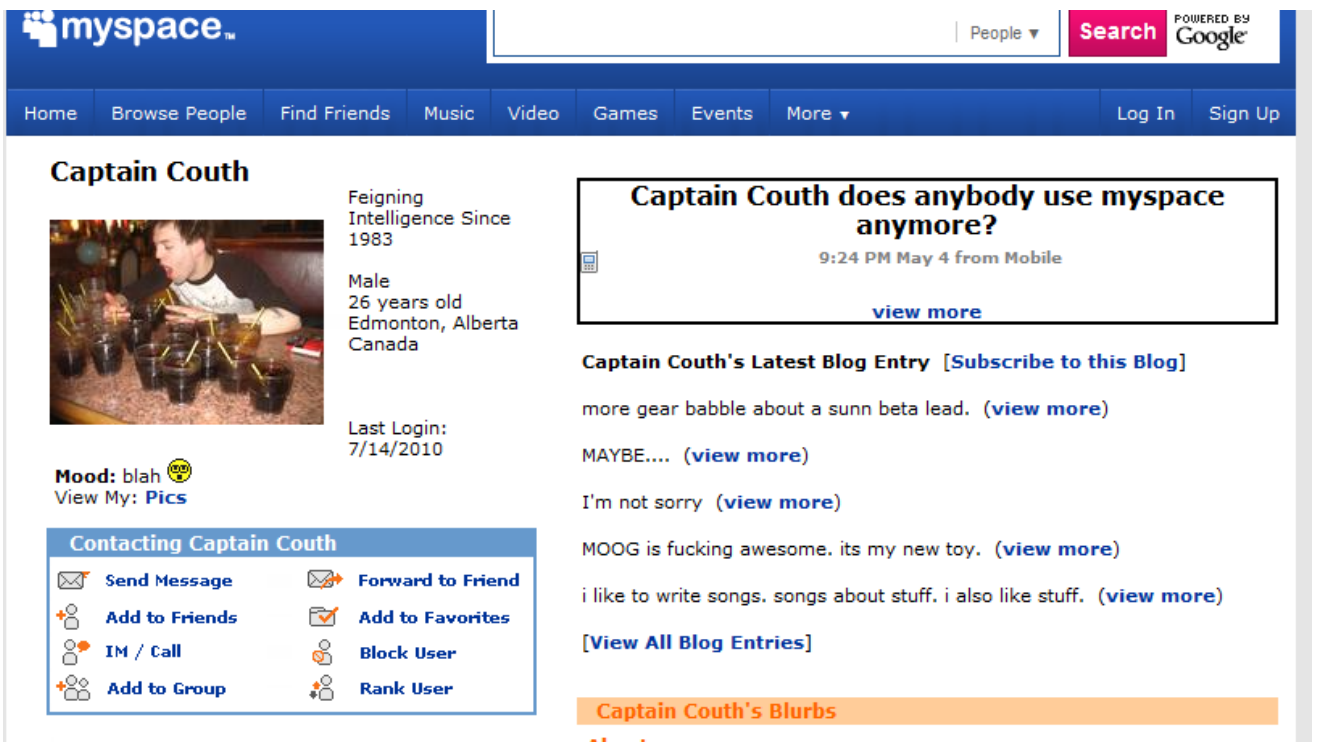 myspace™
People ▼
Search
POWERED BY
Google
Home Browse People Find Friends Music Video Games Events More ▼ Log In Sign Up
Captain Couth
Feigning
Intelligence Since
1983
Male
26 years old
Edmonton, Alberta
Canada
Last Login:
7/14/2010
Mood: blah
View My: Pics
Contacting Captain Couth
Send Message Forward to Friend
Add to Friends Add to Favorites
IM / Call Block User
Add to Group Rank User
Captain Couth does anybody use myspace
anymore?
9:24 PM May 4 from Mobile
view more
Captain Couth's Latest Blog Entry [Subscribe to this Blog]
more gear babble about a sunn beta lead. (view more)
MAYBE.... (view more)
I'm not sorry (view more)
MOOG is fucking awesome. its my new toy. (view more)
i like to write songs. songs about stuff. i also like stuff. (view more)
[View All Blog Entries]
Captain Couth's Blurbs